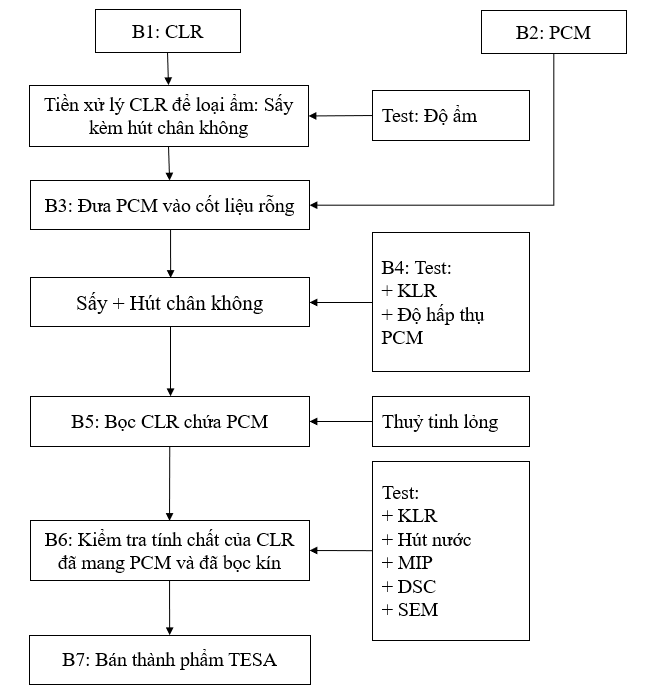 B1: CLR
B2: PCM
Tiền xử lý CLR để loại ẩm: Sấy
kèm hút chân không
Test: Độ ẩm
B3: Đưa PCM vào cốt liệu rỗng
Sấy + Hút chân không
B4: Test:
+ KLR
+ Độ hấp thụ
PCM
B5: Bọc CLR chứa PCM
Thuỷ tinh lỏng
B6: Kiểm tra tính chất của CLR
đã mang PCM và đã bọc kín
Test:
+ KLR
+ Hút nước
+ MIP
+ DSC
+ SEM
B7: Bán thành phẩm TESA